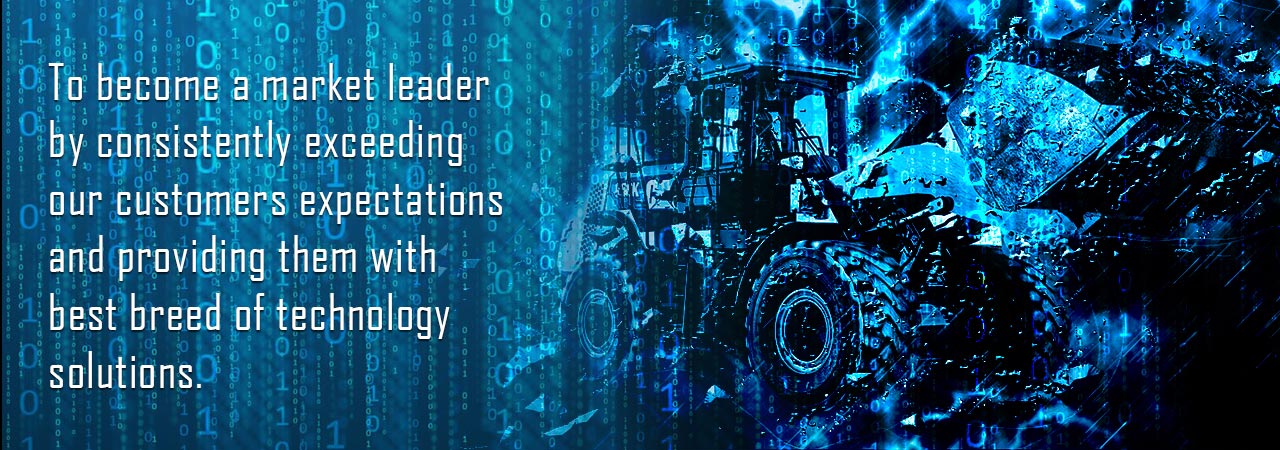 To become a market leader
by consistently exceeding
our customers expectations
and providing them with
best breed of technology
solutions.